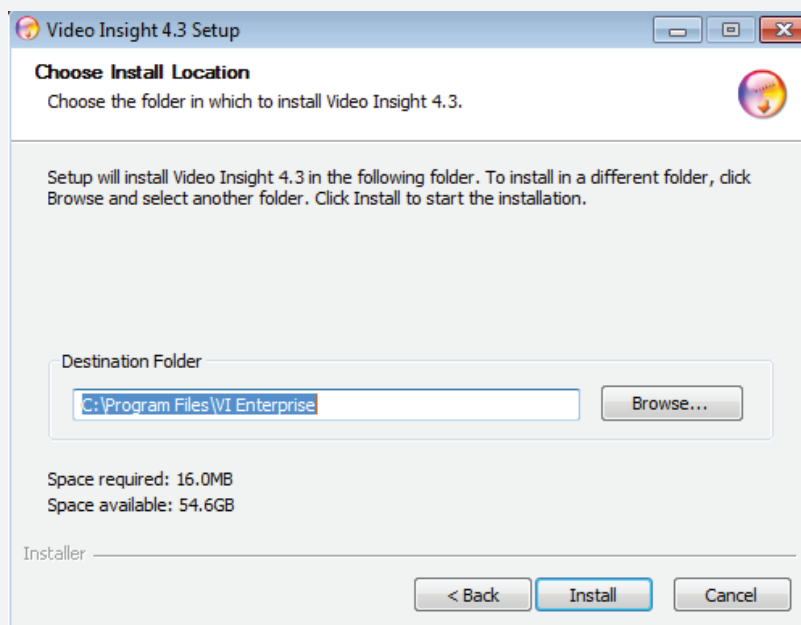 Video Insight 4.3 Setup
Choose Install Location
Choose the folder in which to install Video Insight 4.3.
Setup will install Video Insight 4.3 in the following folder. To install in a different folder, click
Browse and select another folder. Click Install to start the installation.
Destination Folder
C:\Program Files\VI Enterprise
Browse...
Space required: 16.0MB
Space available: 54.6GB
Installer
< Back
Install
Cancel